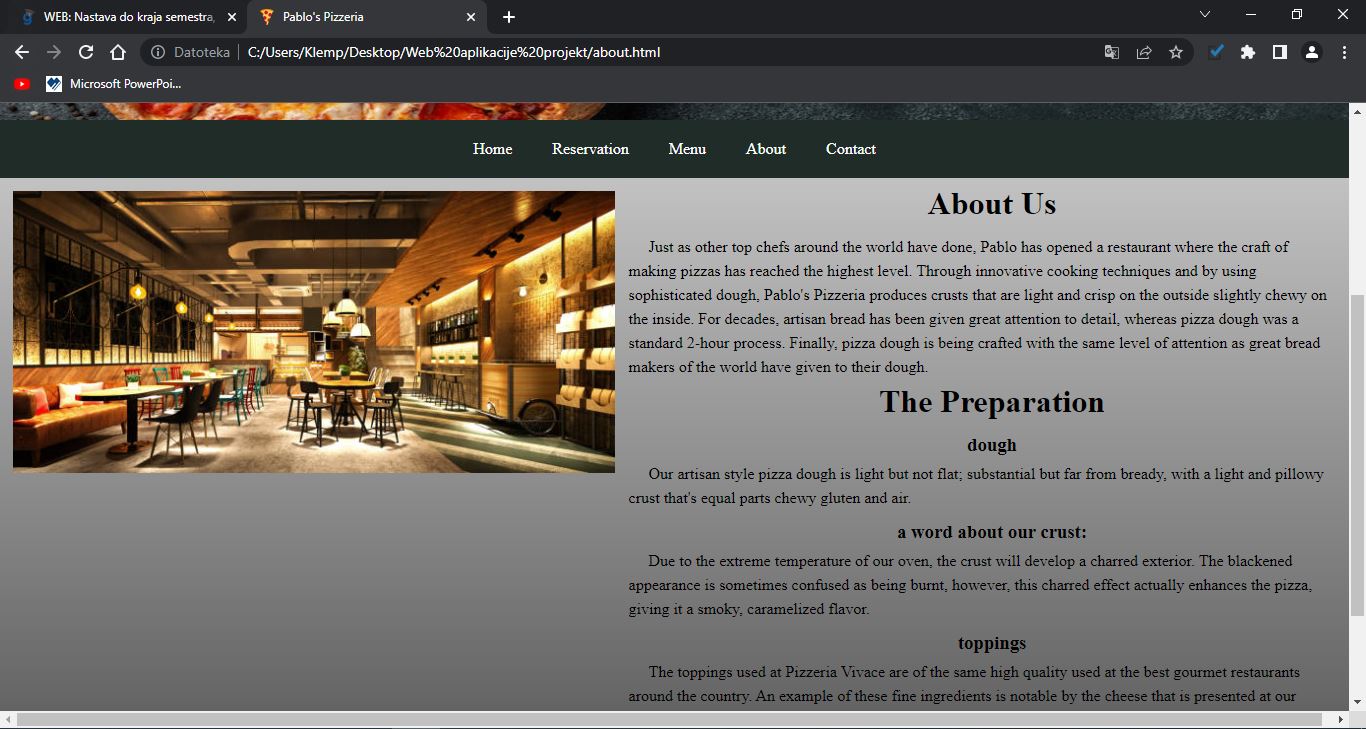 WEB: Nastava do kraja semestra,
Pablo's Pizzeria
Datoteka
C:/Users/Klemp/Desktop/Web%20aplikacije%20projekt/about.html
Microsoft PowerPoi...
Home Reservation Menu About Contact
About Us
Just as other top chefs around the world have done, Pablo has opened a restaurant where the craft of
making pizzas has reached the highest level. Through innovative cooking techniques and by using
sophisticated dough, Pablo's Pizzeria produces crusts that are light and crisp on the outside slightly chewy on
the inside. For decades, artisan bread has been given great attention to detail, whereas pizza dough was a
standard 2-hour process. Finally, pizza dough is being crafted with the same level of attention as great bread
makers of the world have given to their dough.
The Preparation
dough
Our artisan style pizza dough is light but not flat; substantial but far from bready, with a light and pillowy
crust that's equal parts chewy gluten and air.
a word about our crust:
Due to the extreme temperature of our oven, the crust will develop a charred exterior. The blackened
appearance is sometimes confused as being burnt, however, this charred effect actually enhances the pizza,
giving it a smoky, caramelized flavor.
toppings
The toppings used at Pizzeria Vivace are of the same high quality used at the best gourmet restaurants
around the country. An example of these fine ingredients is notable by the cheese that is presented at our